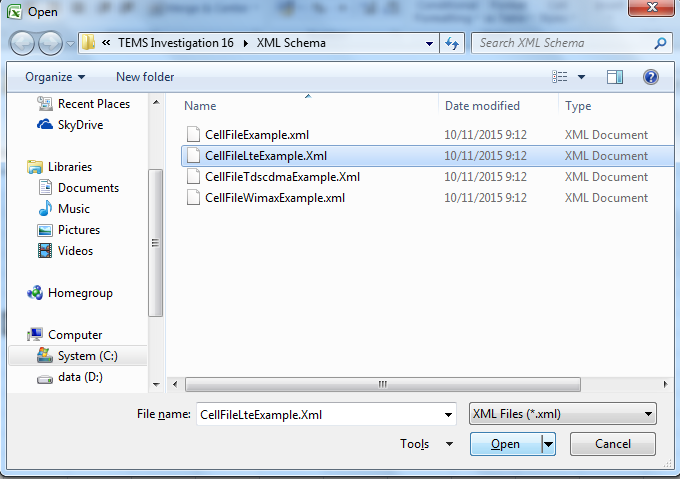 Open
« TEMS Investigation 16 XML Schema Search XML Schema
Organize New folder
Name Date modified Type
Recent Places
SkyDrive
Libraries
Documents
Music
Pictures
Videos
Homegroup
Computer
System (C:)
data (D:)
CellFileExample.xml 10/11/2015 9:12 XML Document
CellFileLteExample.Xml 10/11/2015 9:12 XML Document
CellFileTdscdmaExample.Xml 10/11/2015 9:12 XML Document
CellFileWimaxExample.xml 10/11/2015 9:12 XML Document
File name: CellFileLteExample.Xml XML Files (*.xml)
Tools Open Cancel